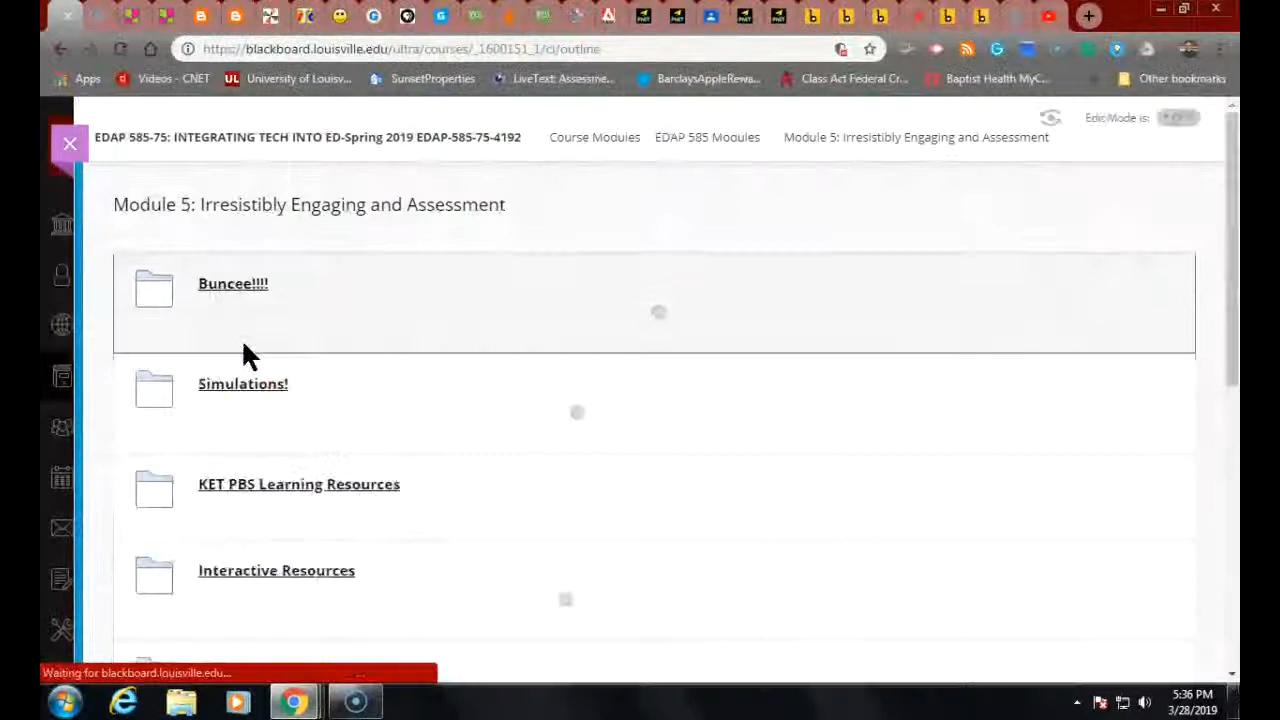 https://blackboard.louisville.edu/ultra/courses/_1600151_1/cl/outline
Apps
Videos - CNET
University of Louisv...
SunsetProperties
LiveText: Assessme...
BarclaysAppleRewa...
Class Act Federal Cr...
Baptist Health MyC...
Other bookmarks
EDAP 585-75: INTEGRATING TECH INTO ED-Spring 2019 EDAP-585-75-4192
Course Modules
EDAP 585 Modules
Module 5: Irresistibly Engaging and Assessment
Edit Mode is:
Module 5: Irresistibly Engaging and Assessment
Buncee!!!!
Simulations!
KET PBS Learning Resources
Interactive Resources
Waiting for blackboard.louisville.edu...
5:36 PM
3/28/2019